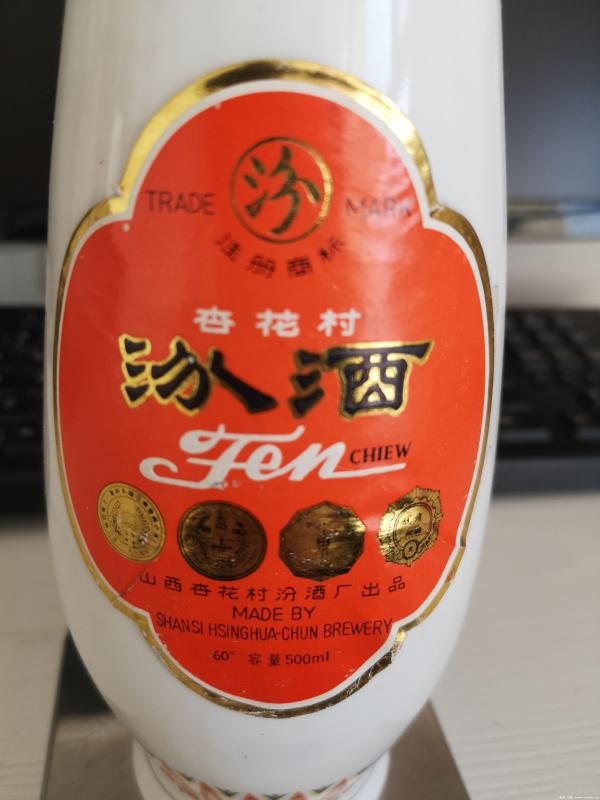 汾
TRADE MARK
注册商标
杏花村
汾酒
Fen CHIEW
山西杏花村汾酒厂出品
MADE BY
SHANSI HSINGHUA-CHUN BREWERY
60° 容量500ml